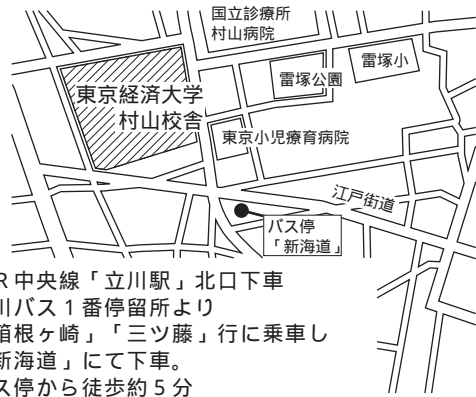 国立診療所
村山病院
雷塚小
雷塚公園
東京経済大学
村山校舎
東京小児療育病院
江戸街道
バス停
「新海道」
R中央線「立川駅」北口下車
川バス1番停留所より
箱根ヶ崎」「三ツ藤」行に乗車し
新海道」にて下車。
ス停から徒歩約5分